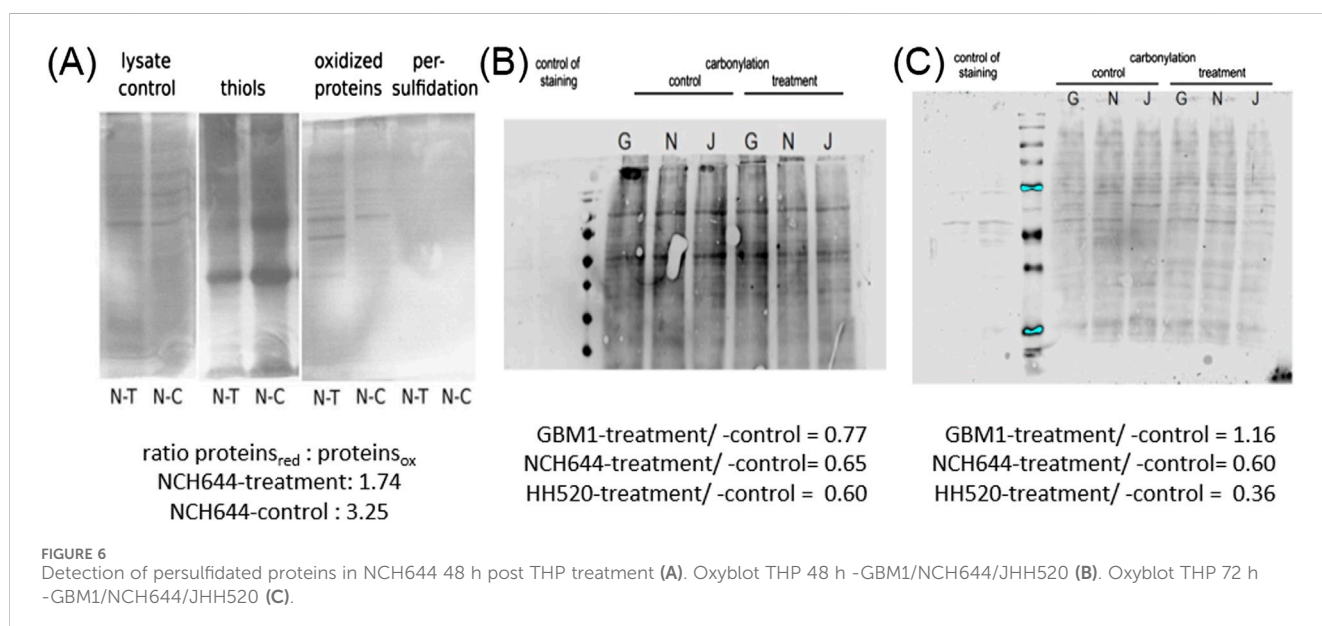 (A)
lysate control
thiols
oxidized proteins
per-sulfidation
N-T N-C N-T N-C N-T N-C N-T N-C
ratio proteinsred : proteinsox
NCH644-treatment: 1.74
NCH644-control : 3.25
(B)
control of staining
carbonylation
control treatment
G N J G N J
GBM1-treatment/ -control = 0.77
NCH644-treatment/ -control= 0.65
HH520-treatment/ -control = 0.60
(C)
control of staining
carbonylation
control treatment
G N J G N J
GBM1-treatment/ -control = 1.16
NCH644-treatment/ -control= 0.60
HH520-treatment/ -control = 0.36
FIGURE 6
Detection of persulfidated proteins in NCH644 48 h post THP treatment (A). Oxyblot THP 48 h -GBM1/NCH644/JHH520 (B). Oxyblot THP 72 h
-GBM1/NCH644/JHH520 (C).